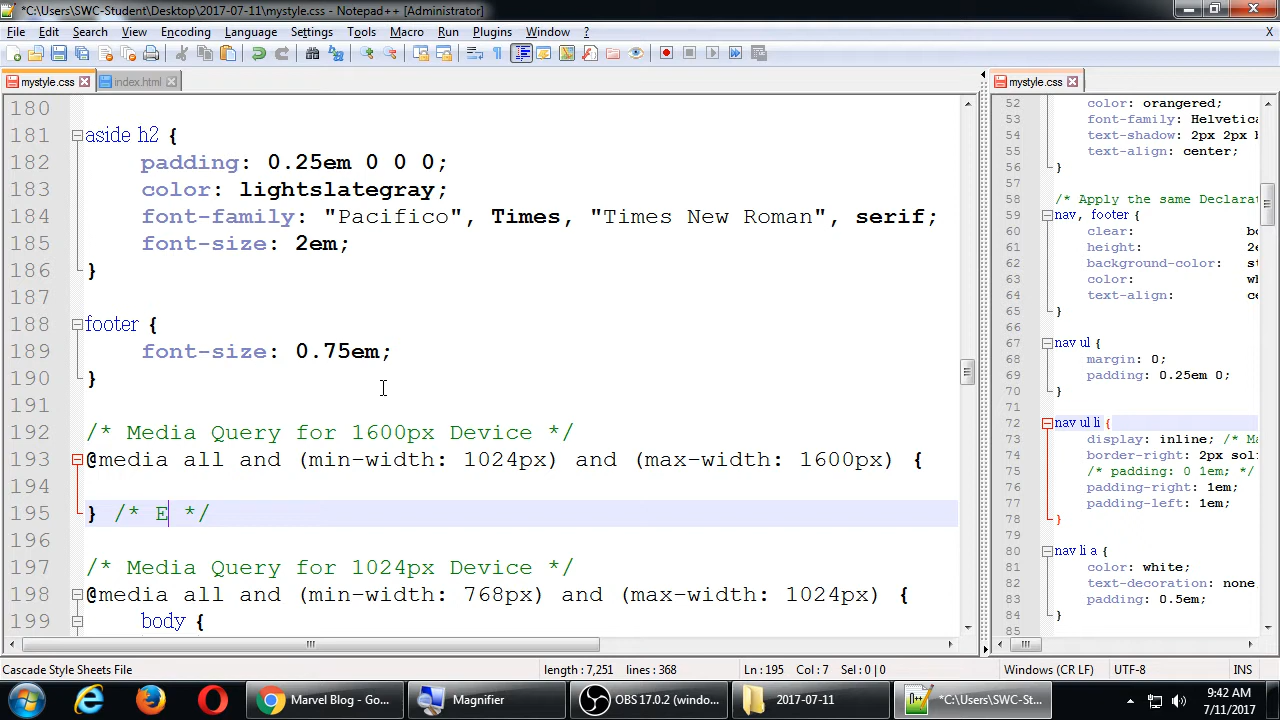 *C:\Users\SWC-Student\Desktop\2017-07-11\mystyle.css - Notepad++ [Administrator]
File Edit Search View Encoding Language Settings Tools Macro Run Plugins Window ? X
mystyle.css index.html
180
181 aside h2 {
182 padding: 0.25em 0 0 0;
183 color: lightslategray;
184 font-family: "Pacifico", Times, "Times New Roman", serif;
185 font-size: 2em;
186 }
187
188 footer {
189 font-size: 0.75em;
190 }
191
192 /* Media Query for 1600px Device */
193 @media all and (min-width: 1024px) and (max-width: 1600px) {
194
195 } /* E */
196
197 /* Media Query for 1024px Device */
198 @media all and (min-width: 768px) and (max-width: 1024px) {
199 body {
mystyle.css
52 color: orangered;
53 font-family: Helvetica
54 text-shadow: 2px 2px
55 text-align: center;
56 }
57
58 /* Apply the same Declarat
59 nav, footer {
60 clear: bo
61 height: 2e
62 background-color: st
63 color: wh
64 text-align: ce
65 }
66
67 nav ul {
68 margin: 0;
69 padding: 0.25em 0;
70 }
71
72 nav ul li {
73 display: inline; /* Ma
74 border-right: 2px sol
75 /* padding: 0 1em; */
76 padding-right: 1em;
77 padding-left: 1em;
78 }
79
80 nav li a {
81 color: white;
82 text-decoration: none
83 padding: 0.5em;
84 }
85
Cascade Style Sheets File length : 7,251 lines : 368 Ln : 195 Col : 7 Sel : 0 | 0 Windows (CR LF) UTF-8 INS
Marvel Blog - Go... Magnifier OBS 17.0.2 (windo... 2017-07-11 *C:\Users\SWC-St... 9:42 AM
7/11/2017